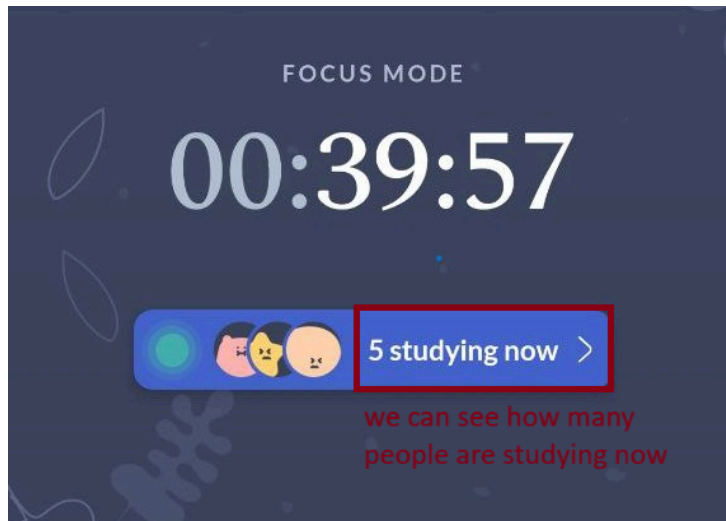 FOCUS MODE
00:39:57
5 studying now >
we can see how many
people are studying now